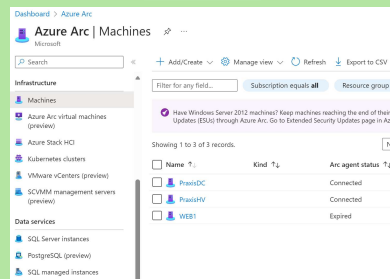 Dashboard > Azure Arc >
Azure Arc | Machines
Microsoft
Search
+ Add/Create
Manage view
Refresh
Export to CSV
Infrastructure
Machines
Azure Arc virtual machines
(preview)
Azure Stack HCI
Kubernetes clusters
VMware vCenters (preview)
SCVMM management servers
(preview)
Data services
SQL Server instances
PostgreSQL (preview)
SQL managed instances
Filter for any field...
Subscription equals all
Resource group
Have Windows Server 2012 machines? Keep machines reaching the end of their
Updates (ESUs) through Azure Arc. Go to Extended Security Updates page in Az
Showing 1 to 3 of 3 records.
Name ↑ Kind ↑↓ Arc agent status ↑↓
PraxisDC Connected
PraxisHV Connected
WEB1 Expired